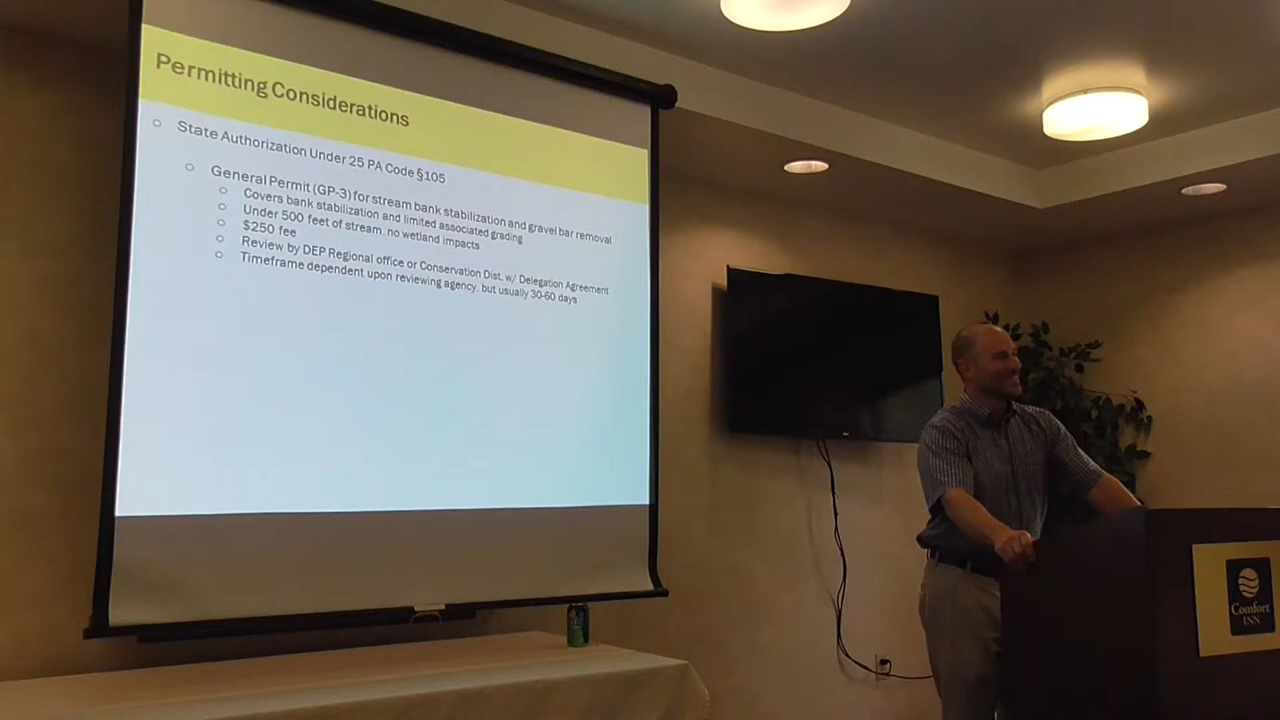 Permitting Considerations
State Authorization Under 25 PA Code §105
General Permit (GP-3) for stream bank stabilization and gravel bar removal
Covers bank stabilization and limited associated grading
Under 500 feet of stream, no wetland impacts
$250 fee
Review by DEP Regional office or Conservation Dist. w/ Delegation Agreement
Timeframe dependent upon reviewing agency, but usually 30-60 days
Comfort
INN